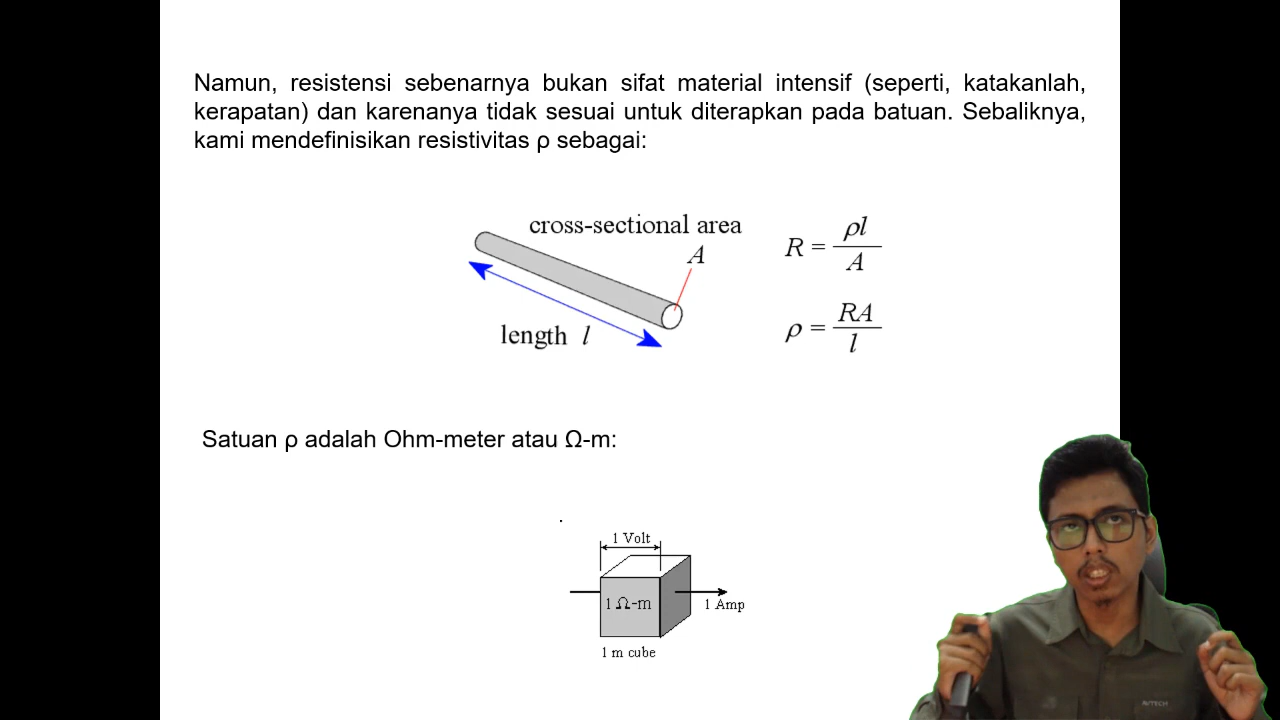 Namun, resistensi sebenarnya bukan sifat material intensif (seperti, katakanlah,
kerapatan) dan karenanya tidak sesuai untuk diterapkan pada batuan. Sebaliknya,
kami mendefinisikan resistivitas ρ sebagai:
cross-sectional area
A
length l
R = ρl / A
ρ = RA / l
Satuan ρ adalah Ohm-meter atau Ω-m:
1 Volt
1 Ω-m
1 Amp
1 m cube
AVTECH